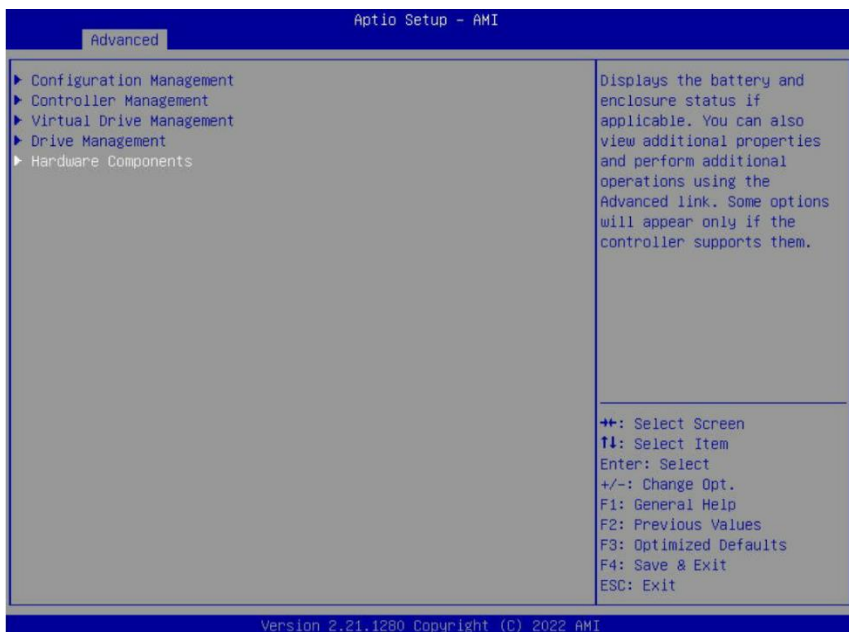 Aptio Setup – AMI
Advanced
Configuration Management
Controller Management
Virtual Drive Management
Drive Management
Hardware Components
Displays the battery and
enclosure status if
applicable. You can also
view additional properties
and perform additional
operations using the
Advanced link. Some options
will appear only if the
controller supports them.
→←: Select Screen
↑↓: Select Item
Enter: Select
+/-: Change Opt.
F1: General Help
F2: Previous Values
F3: Optimized Defaults
F4: Save & Exit
ESC: Exit
Version 2.21.1280 Copyright (C) 2022 AMI